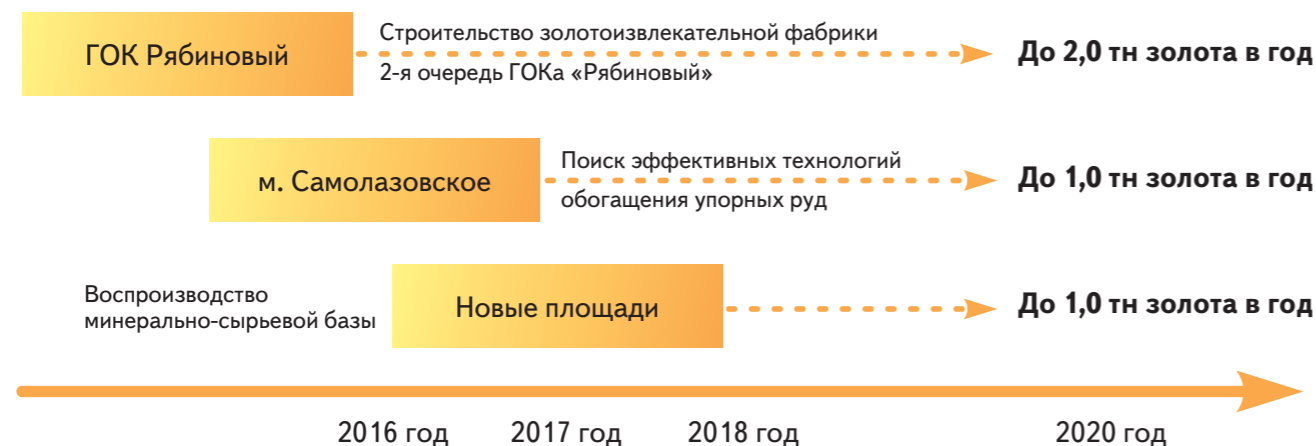 ГОК Рябиновый
Строительство золотоизвлекательной фабрики
2-я очередь ГОКа «Рябиновый»
До 2,0 тн золота в год
м. Самолазовское
Поиск эффективных технологий
обогащения упорных руд
До 1,0 тн золота в год
Воспроизводство
минерально-сырьевой базы
Новые площади
До 1,0 тн золота в год
2016 год
2017 год
2018 год
2020 год